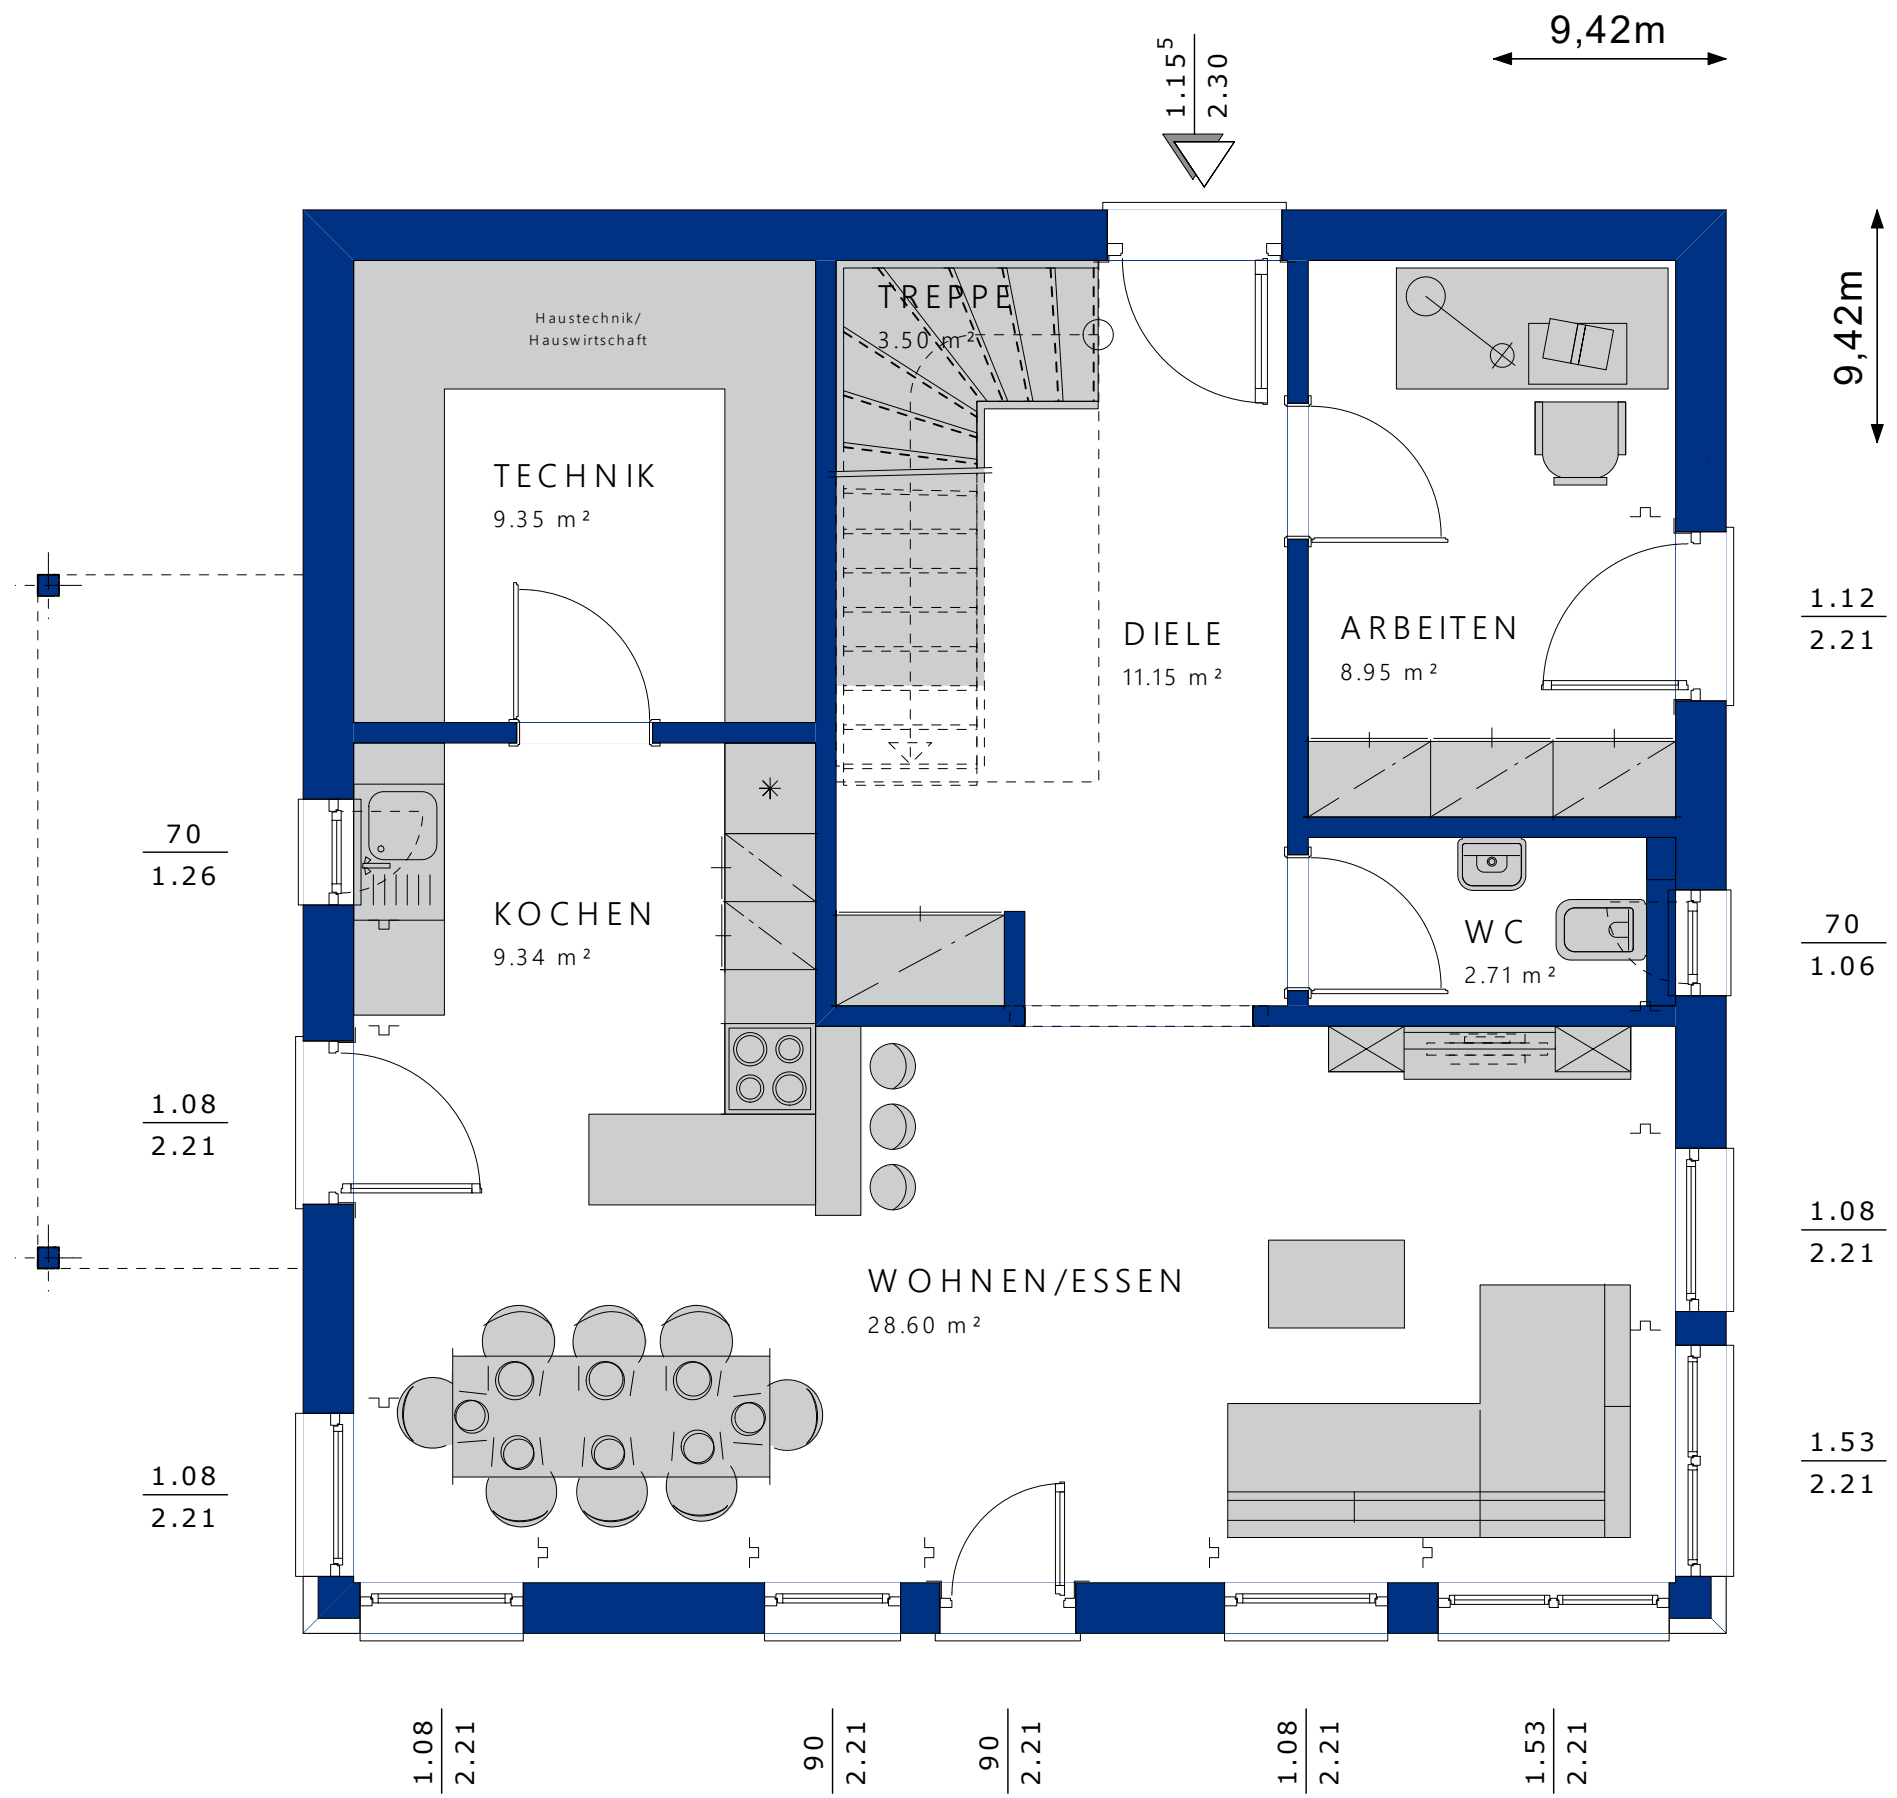 9,42m
1.15⁵
2.30
9,42m
Haustechnik/
Hauswirtschaft
TREPPE
3.50 m²
TECHNIK
9.35 m²
DIELE
11.15 m²
ARBEITEN
8.95 m²
1.12
2.21
70
1.26
KOCHEN
9.34 m²
WC
2.71 m²
70
1.06
1.08
2.21
1.08
2.21
WOHNEN/ESSEN
28.60 m²
1.53
2.21
1.08
2.21
1.08
2.21
90
2.21
90
2.21
1.08
2.21
1.53
2.21